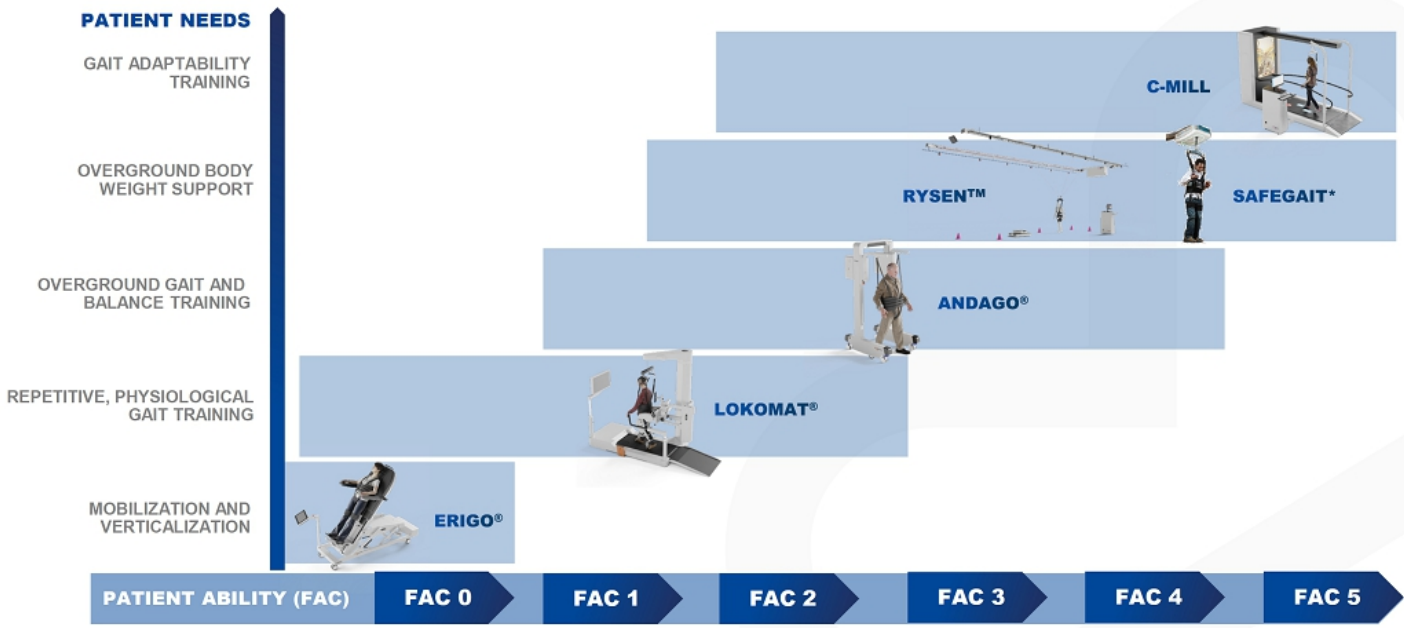 PATIENT NEEDS
GAIT ADAPTABILITY
TRAINING
C-MILL
OVERGROUND BODY
WEIGHT SUPPORT
RYSEN™
SAFEGAIT*
OVERGROUND GAIT AND
BALANCE TRAINING
ANDAGO®
REPETITIVE, PHYSIOLOGICAL
GAIT TRAINING
LOKOMAT®
MOBILIZATION AND
VERTICALIZATION
ERIGO®
PATIENT ABILITY (FAC)
FAC 0
FAC 1
FAC 2
FAC 3
FAC 4
FAC 5